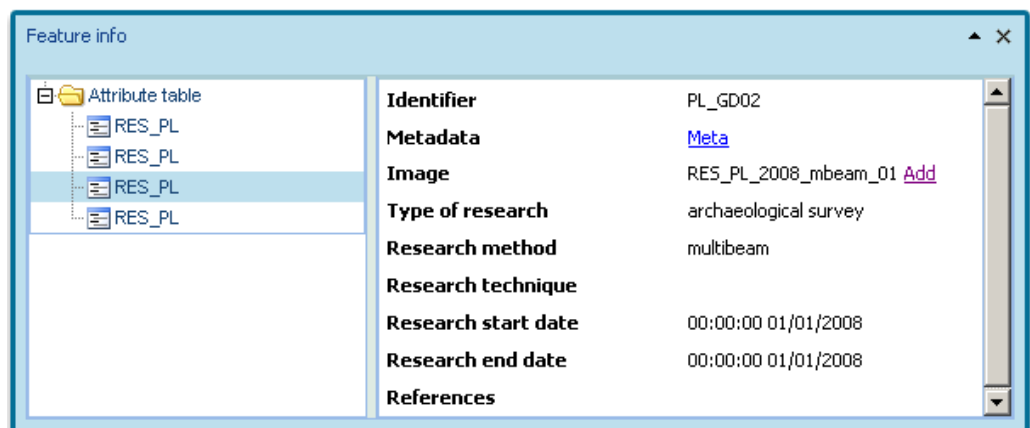 Feature info
Attribute table
RES_PL
RES_PL
RES_PL
RES_PL
Identifier PL_GD02
Metadata Meta
Image RES_PL_2008_mbeam_01 Add
Type of research archaeological survey
Research method multibeam
Research technique
Research start date 00:00:00 01/01/2008
Research end date 00:00:00 01/01/2008
References